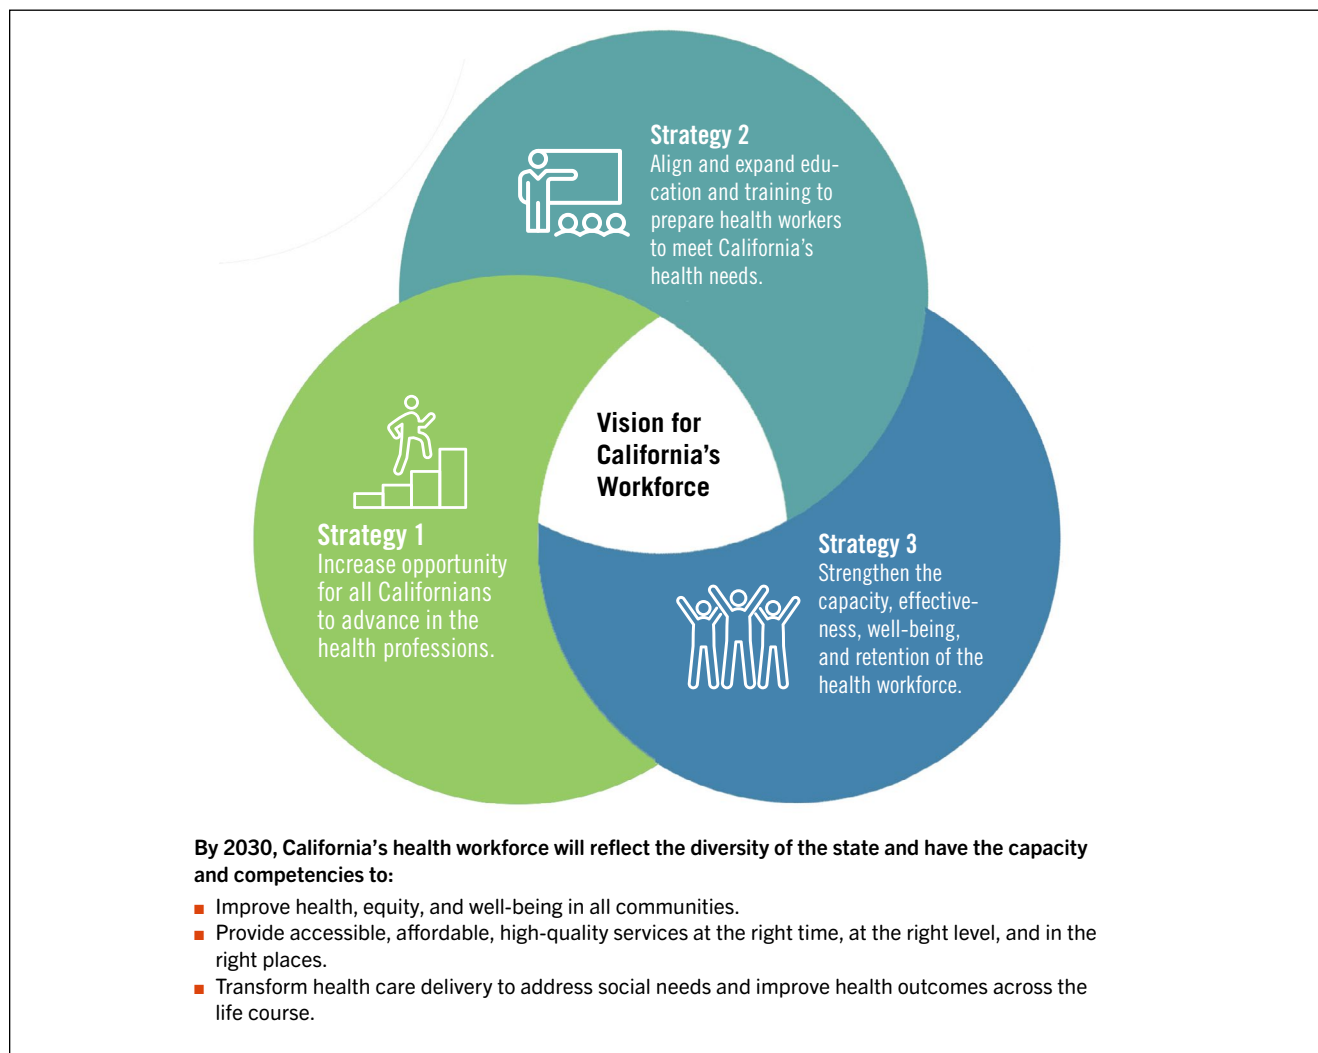 Strategy 2
Align and expand edu-
cation and training to
prepare health workers
to meet California's
health needs.
Vision for
California's
Workforce
Strategy 1
Increase opportunity
for all Californians
to advance in the
health professions.
Strategy 3
Strengthen the
capacity, effective-
ness, well-being,
and retention of the
health workforce.
By 2030, California's health workforce will reflect the diversity of the state and have the capacity
and competencies to:
■ Improve health, equity, and well-being in all communities.
■ Provide accessible, affordable, high-quality services at the right time, at the right level, and in the
right places.
■ Transform health care delivery to address social needs and improve health outcomes across the
life course.